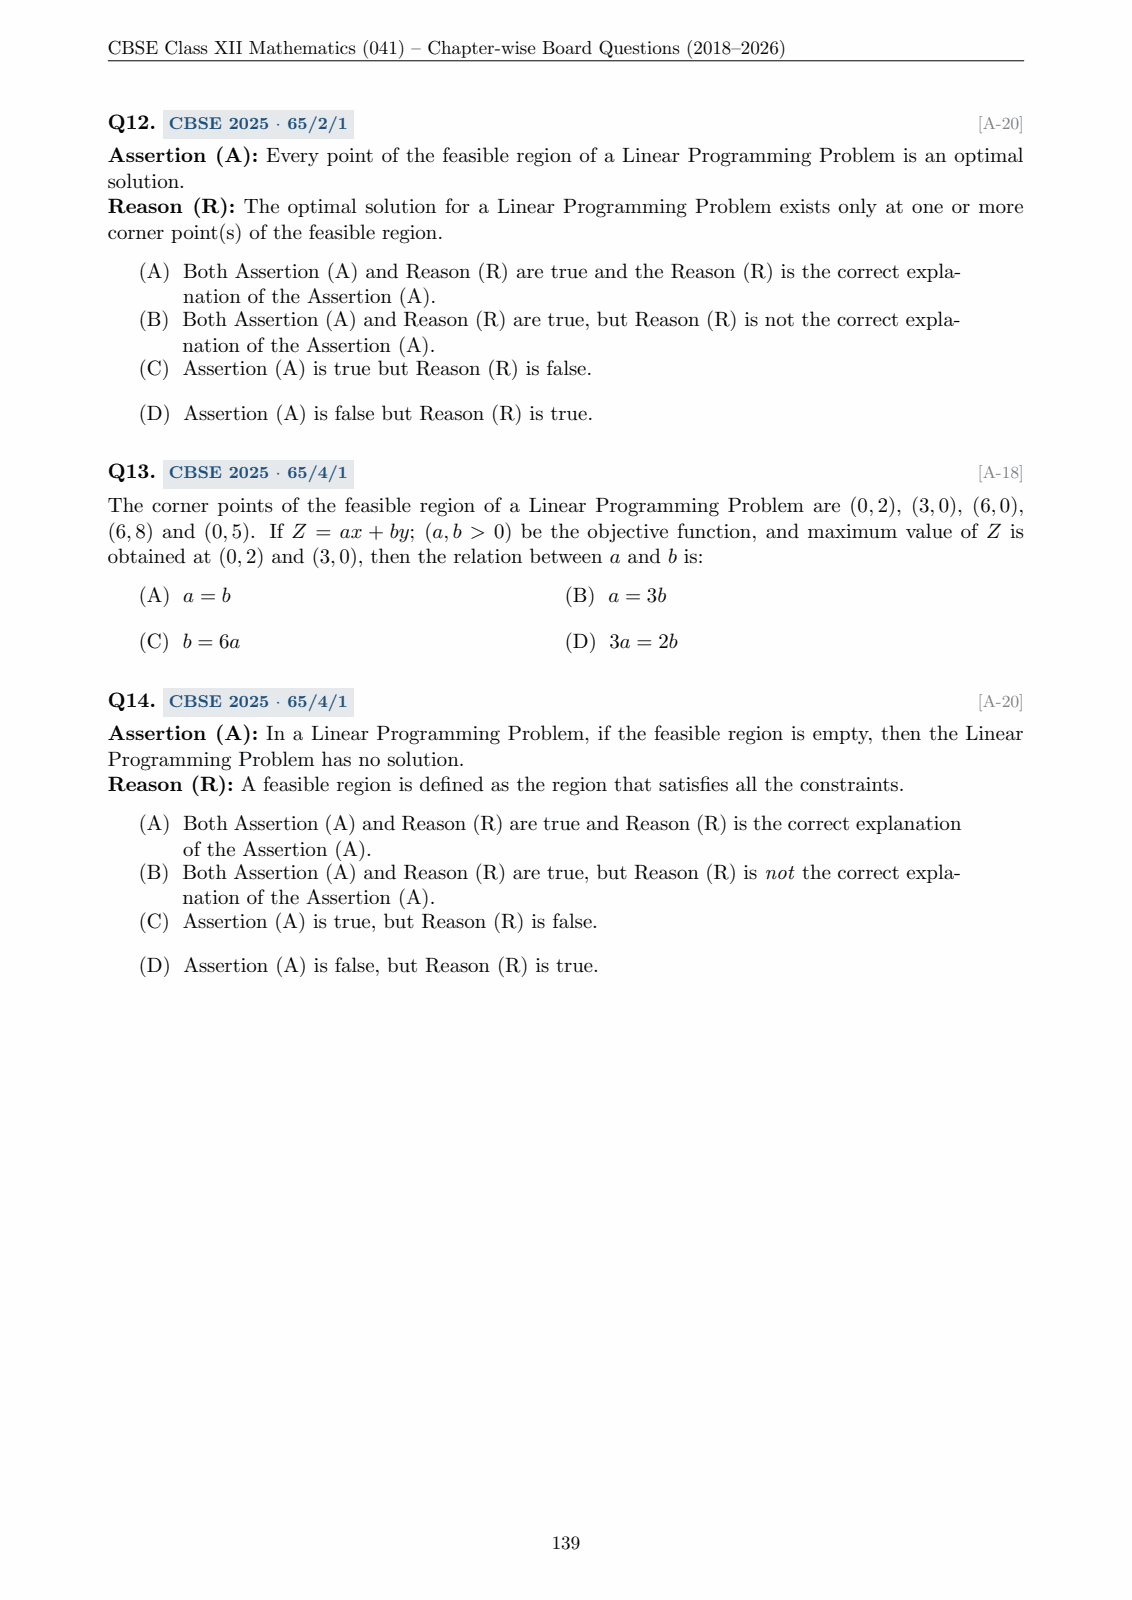 CBSE Class XII Mathematics (041) – Chapter-wise Board Questions (2018–2026)
Q12. CBSE 2025 · 65/2/1 [A-20]
Assertion (A): Every point of the feasible region of a Linear Programming Problem is an optimal
solution.
Reason (R): The optimal solution for a Linear Programming Problem exists only at one or more
corner point(s) of the feasible region.
(A) Both Assertion (A) and Reason (R) are true and the Reason (R) is the correct expla-
nation of the Assertion (A).
(B) Both Assertion (A) and Reason (R) are true, but Reason (R) is not the correct expla-
nation of the Assertion (A).
(C) Assertion (A) is true but Reason (R) is false.
(D) Assertion (A) is false but Reason (R) is true.
Q13. CBSE 2025 · 65/4/1 [A-18]
The corner points of the feasible region of a Linear Programming Problem are (0, 2), (3, 0), (6, 0),
(6, 8) and (0, 5). If Z = ax + by; (a, b > 0) be the objective function, and maximum value of Z is
obtained at (0, 2) and (3, 0), then the relation between a and b is:
(A) a = b (B) a = 3b
(C) b = 6a (D) 3a = 2b
Q14. CBSE 2025 · 65/4/1 [A-20]
Assertion (A): In a Linear Programming Problem, if the feasible region is empty, then the Linear
Programming Problem has no solution.
Reason (R): A feasible region is defined as the region that satisfies all the constraints.
(A) Both Assertion (A) and Reason (R) are true and Reason (R) is the correct explanation
of the Assertion (A).
(B) Both Assertion (A) and Reason (R) are true, but Reason (R) is not the correct expla-
nation of the Assertion (A).
(C) Assertion (A) is true, but Reason (R) is false.
(D) Assertion (A) is false, but Reason (R) is true.
139